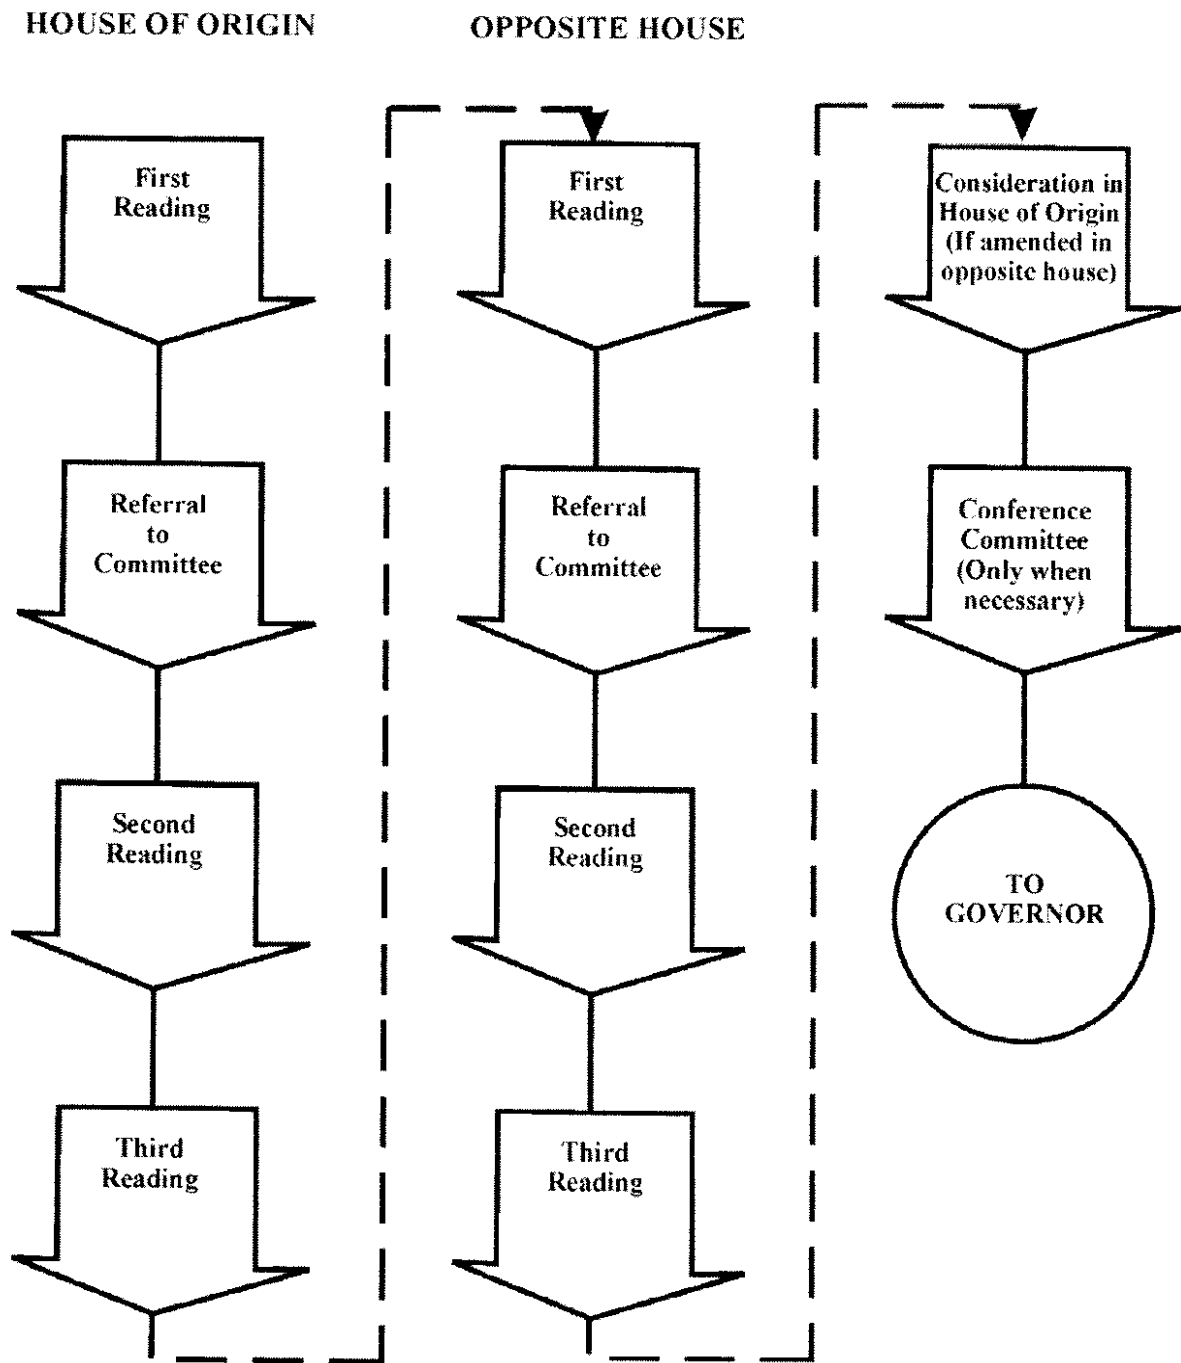 HOUSE OF ORIGIN
First
Reading
Referral
to
Committee
Second
Reading
Third
Reading
OPPOSITE HOUSE
First
Reading
Referral
to
Committee
Second
Reading
Third
Reading
Consideration in
House of Origin
(If amended in
opposite house)
Conference
Committee
(Only when
necessary)
TO
GOVERNOR